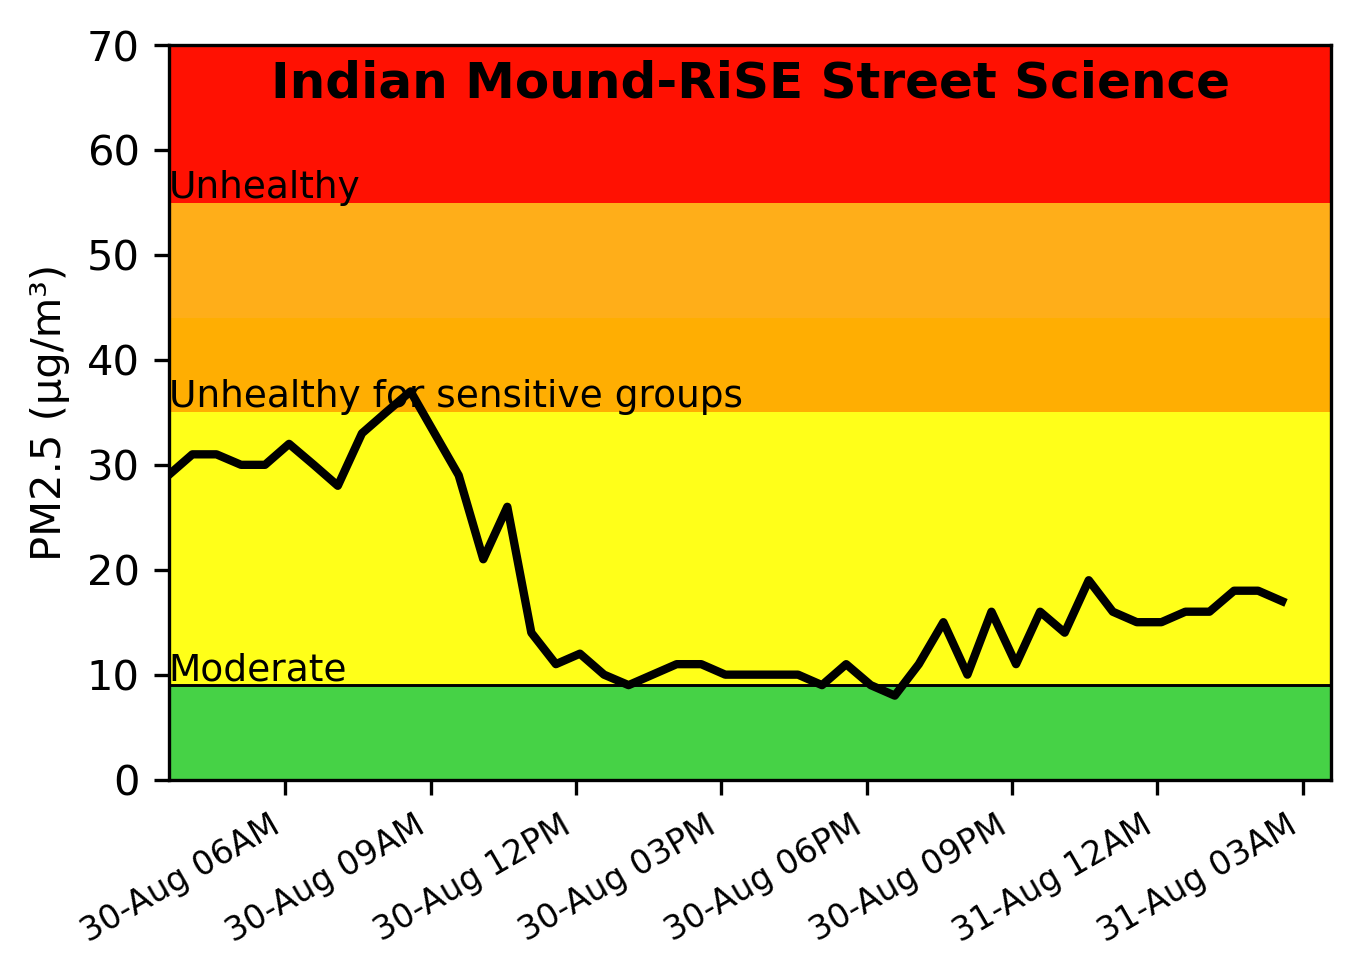 Indian Mound-RiSE Street Science
70
60
50
40
30
20
10
0
PM2.5 (µg/m³)
Unhealthy
Unhealthy for sensitive groups
Moderate
30-Aug 06AM
30-Aug 09AM
30-Aug 12PM
30-Aug 03PM
30-Aug 06PM
30-Aug 09PM
31-Aug 12AM
31-Aug 03AM